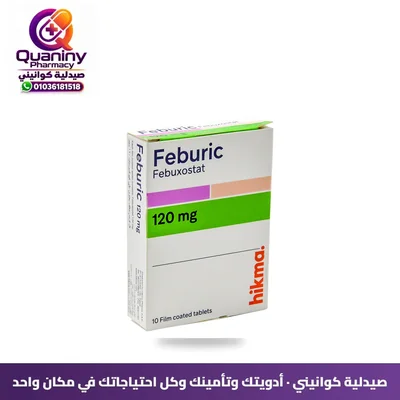 Quaniny
Pharmacy
صيدلية كوانيني
01036181518
Feburic
Febuxostat
120 mg
hikma.
10 Film coated tablets
Feburic 120 mg
صيدلية كوانيني · أدويتك وتأمينك وكل احتياجاتك في مكان واحد